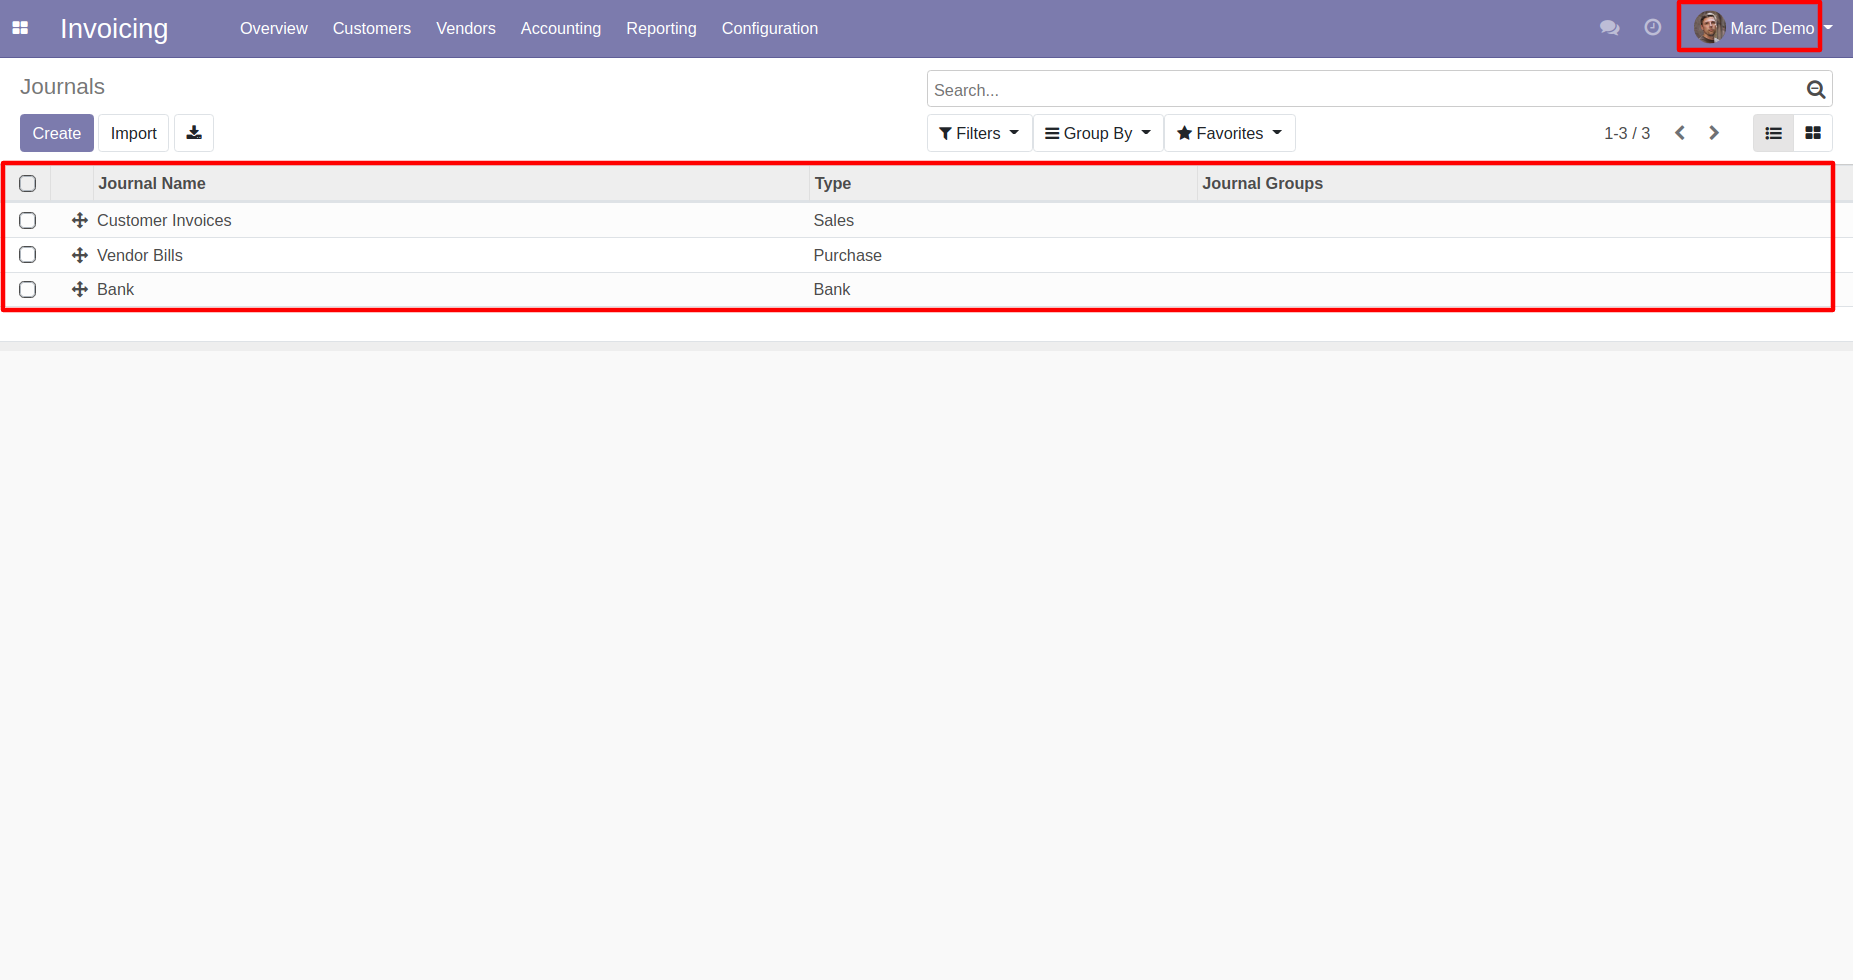 Invoicing Overview Customers Vendors Accounting Reporting Configuration Marc Demo
Journals
Search...
Create Import Filters Group By Favorites 1-3 / 3
Journal Name Type Journal Groups
Customer Invoices Sales
Vendor Bills Purchase
Bank Bank